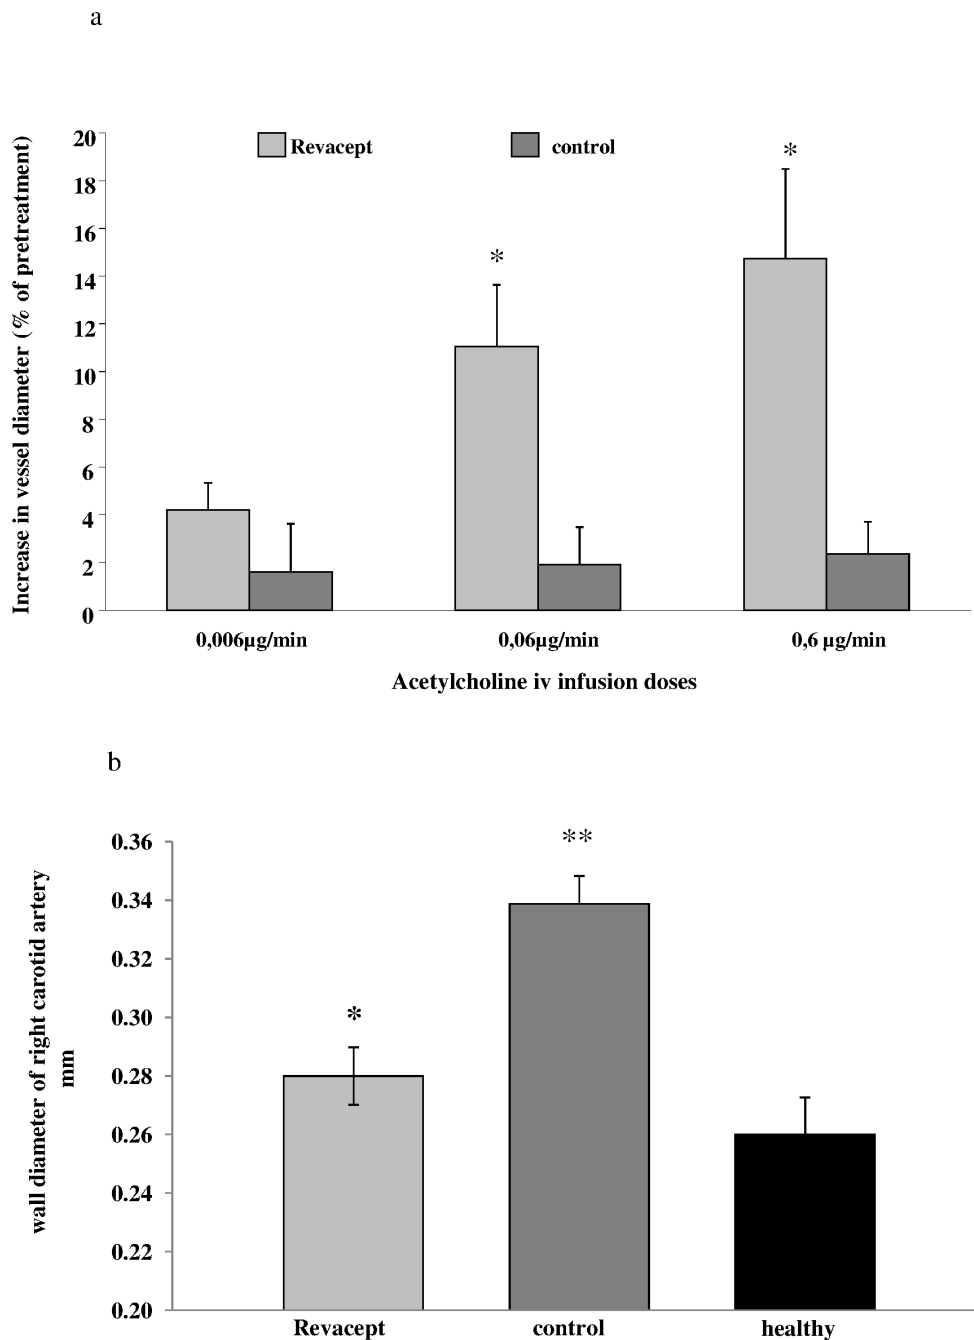 a
Increase in vessel diameter (% of pretreatment)
20
18
16
14
12
10
8
6
4
2
0
Revacept
control
*
*
0,006µg/min
0,06µg/min
0,6 µg/min
Acetylcholine iv infusion doses
b
wall diameter of right carotid artery
mm
0.36
0.34
0.32
0.30
0.28
0.26
0.24
0.22
0.20
*
**
Revacept
control
healthy